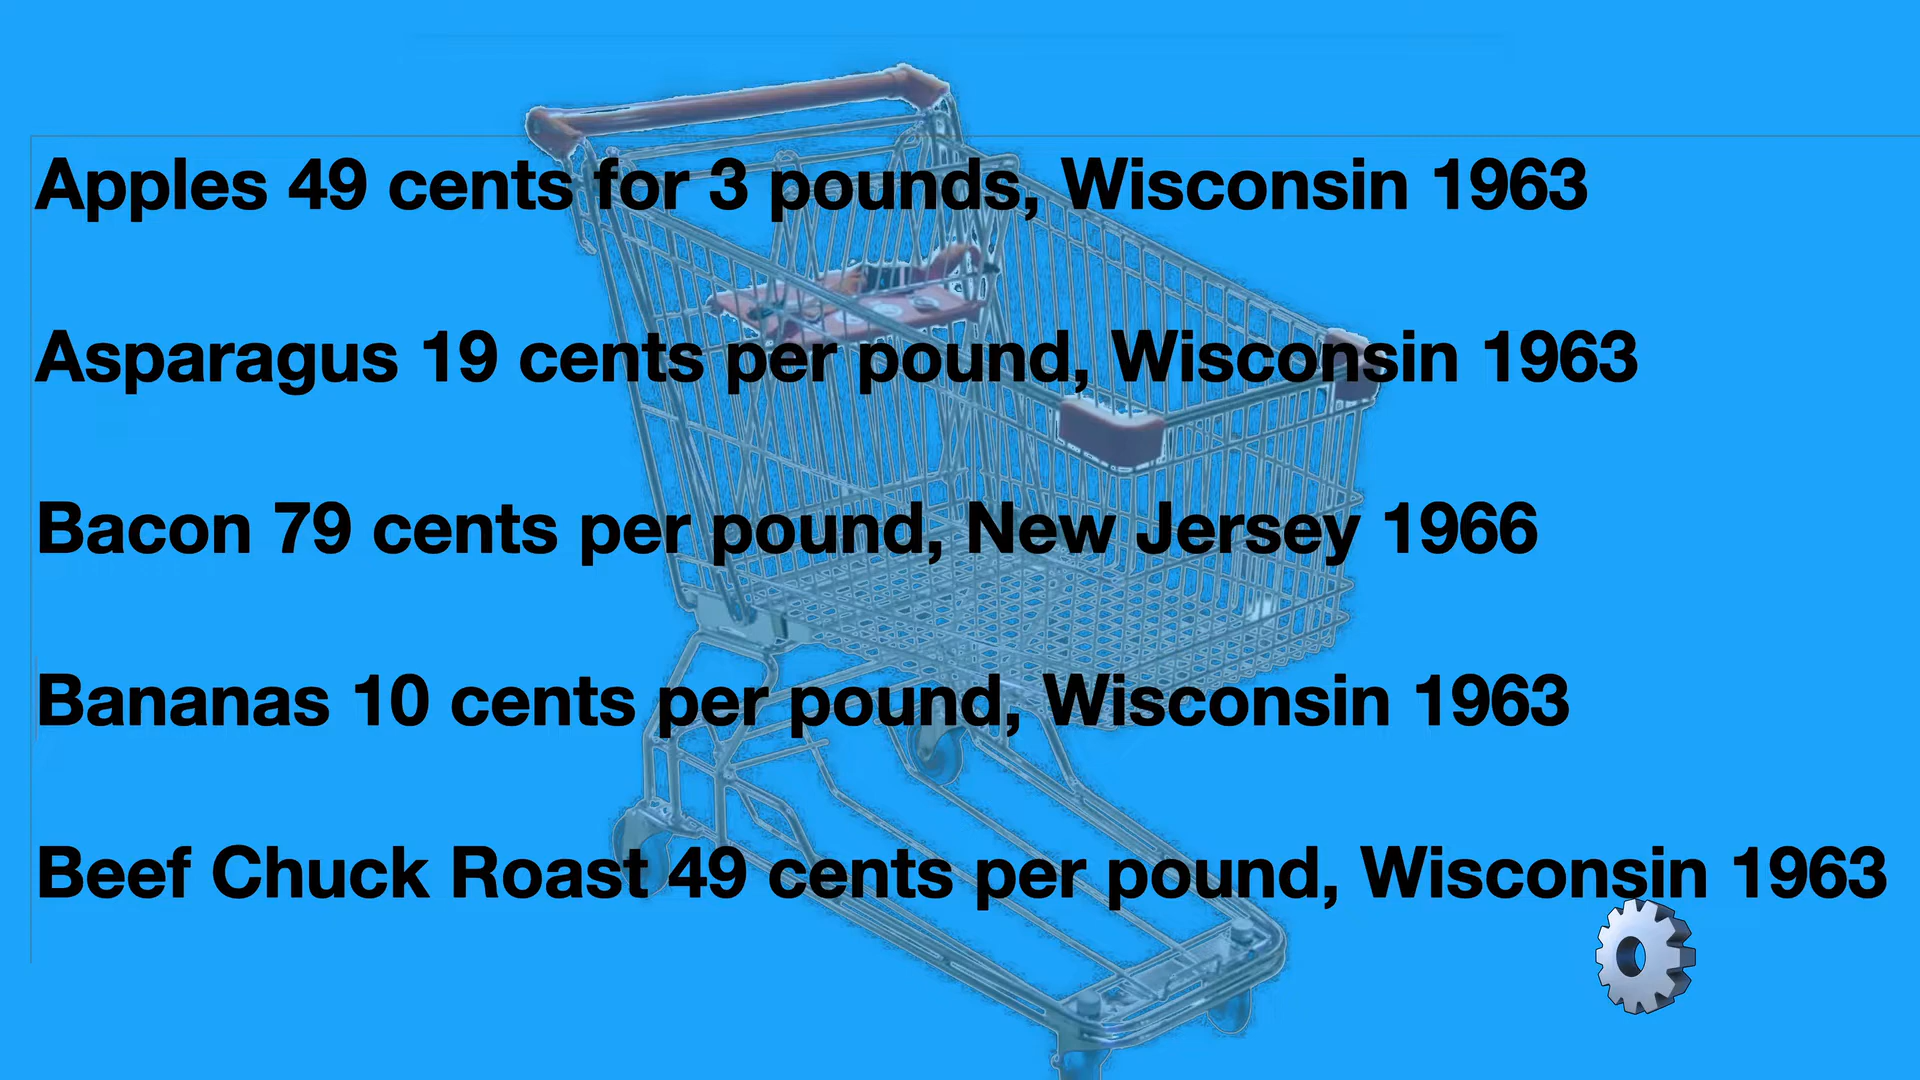 Apples 49 cents for 3 pounds, Wisconsin 1963
Asparagus 19 cents per pound, Wisconsin 1963
Bacon 79 cents per pound, New Jersey 1966
Bananas 10 cents per pound, Wisconsin 1963
Beef Chuck Roast 49 cents per pound, Wisconsin 1963